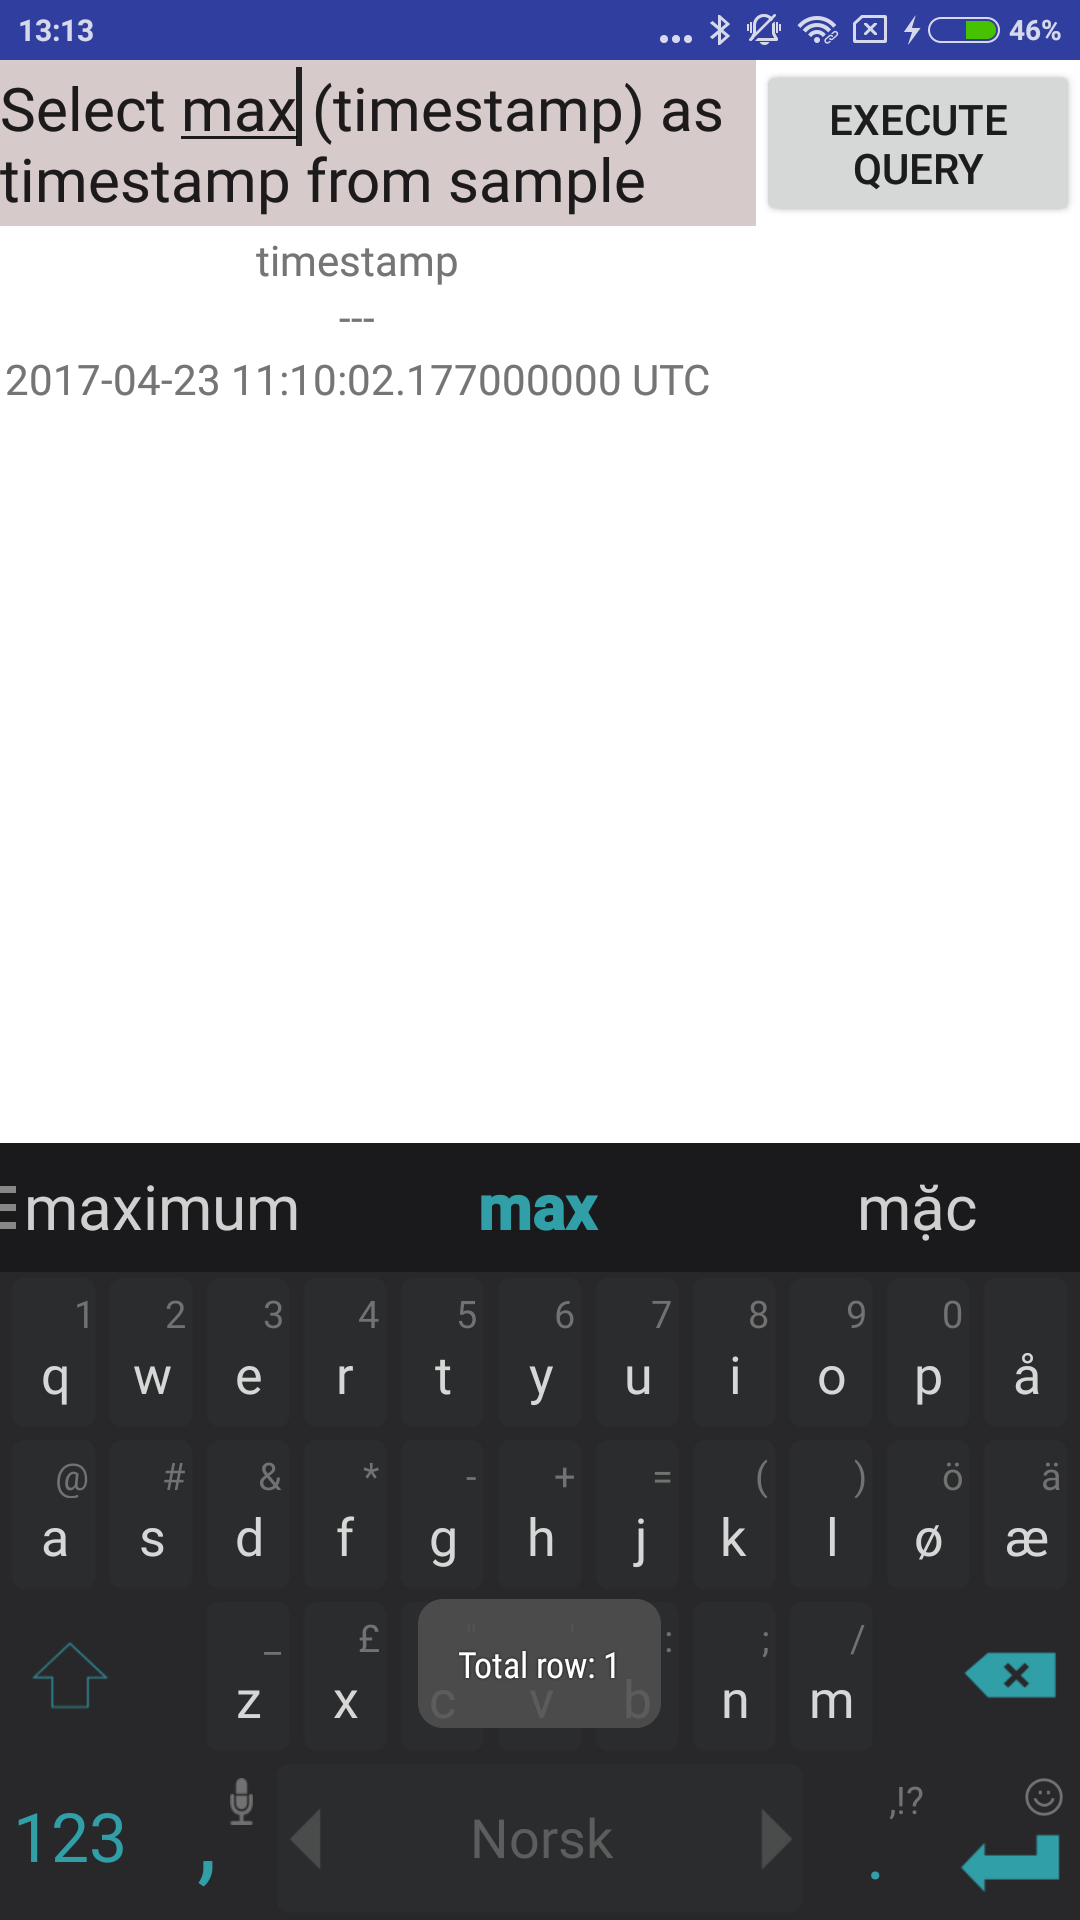 13:13
46%
Select max (timestamp) as
timestamp from sample
EXECUTE
QUERY
timestamp
---
2017-04-23 11:10:02.177000000 UTC
maximum max mặc
1 2 3 4 5 6 7 8 9 0
q w e r t y u i o p å
@ # & * - + = ( ) ö ä
a s d f g h j k l ø æ
_ £ " ' : ; /
z x c v b n m
Total row: 1
,!?
123 , Norsk .